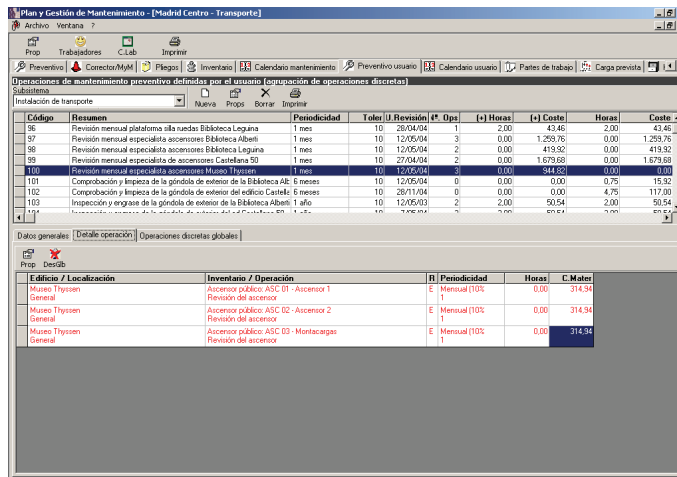 Plan y Gestión de Mantenimiento - [Madrid Centro - Transporte]
Archivo Ventana ?
Prop Trabajadores C.Lab Imprimir
Preventivo Conector/MyM Pliegos Inventario Calendario mantenimiento Preventivo usuario Calendario usuario Partes de trabajo Carga prevista
Operaciones de mantenimiento preventivo definidas por el usuario (agrupación de operaciones discretas)
Subsistema
Instalación de transporte
Nueva Props Borrar Imprimir
Código Resumen Periodicidad Toler U.Revisión Nº. Ops (+) Horas (+) Coste Horas Coste
96 Revisión mensual plataforma silla ruedas Biblioteca Leguina 1 mes 10 28/04/04 1 2,00 43,46 2,00 43,46
97 Revisión mensual especialista ascensores Biblioteca Alberti 1 mes 10 12/05/04 3 0,00 1.259,76 0,00 1.259,76
98 Revisión mensual especialista ascensores Biblioteca Leguina 1 mes 10 12/05/04 2 0,00 419,92 0,00 419,92
99 Revisión mensual especialista de ascensores Castellana 50 1 mes 10 27/04/04 2 0,00 1.679,68 0,00 1.679,68
100 Revisión mensual especialista ascensores Museo Thyssen 1 mes 10 12/05/04 3 0,00 944,82 0,00 0,00
101 Comprobación y limpieza de la góndola de exterior de la Biblioteca Alb 6 meses 10 12/05/04 0 0,00 0,00 0,75 15,92
102 Comprobación y limpieza de la góndola de exterior del edificio Castella 6 meses 10 28/11/04 0 0,00 0,00 4,75 117,00
103 Inspección y engrase de la góndola de exterior de la Biblioteca Alberti 1 año 10 12/05/03 2 2,00 50,54 2,00 50,54
Datos generales Detalle operación Operaciones discretas globales
Prop DesGlb
Edificio / Localización Inventario / Operación R Periodicidad Horas C.Mater
Museo Thyssen Ascensor público: ASC 01 - Ascensor 1 E Mensual (10% 0,00 314,94
General Revisión del ascensor 1
Museo Thyssen Ascensor público: ASC 02 - Ascensor 2 E Mensual (10% 0,00 314,94
General Revisión del ascensor 1
Museo Thyssen Ascensor público: ASC 03 - Montacargas E Mensual (10% 0,00 314,94
General Revisión del ascensor 1